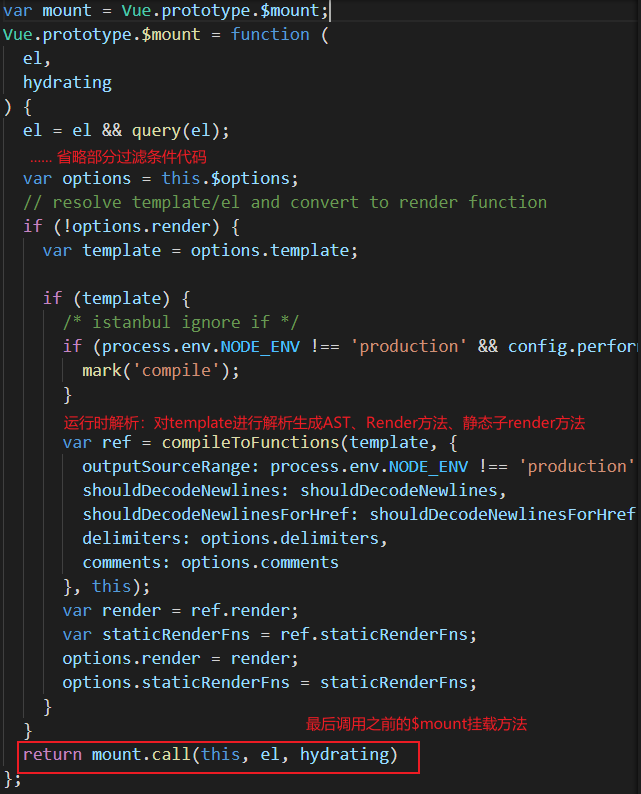 var mount = Vue.prototype.$mount;
Vue.prototype.$mount = function (
  el,
  hydrating
) {
  el = el && query(el);
  ...... 省略部分过滤条件代码
  var options = this.$options;
  // resolve template/el and convert to render function
  if (!options.render) {
    var template = options.template;

    if (template) {
      /* istanbul ignore if */
      if (process.env.NODE_ENV !== 'production' && config.perfor
        mark('compile');
      }
      运行时解析：对template进行解析生成AST、Render方法、静态子render方法
      var ref = compileToFunctions(template, {
        outputSourceRange: process.env.NODE_ENV !== 'production'
        shouldDecodeNewlines: shouldDecodeNewlines,
        shouldDecodeNewlinesForHref: shouldDecodeNewlinesForHref
        delimiters: options.delimiters,
        comments: options.comments
      }, this);
      var render = ref.render;
      var staticRenderFns = ref.staticRenderFns;
      options.render = render;
      options.staticRenderFns = staticRenderFns;
    }
最后调用之前的$mount挂载方法
  }
  return mount.call(this, el, hydrating)
};